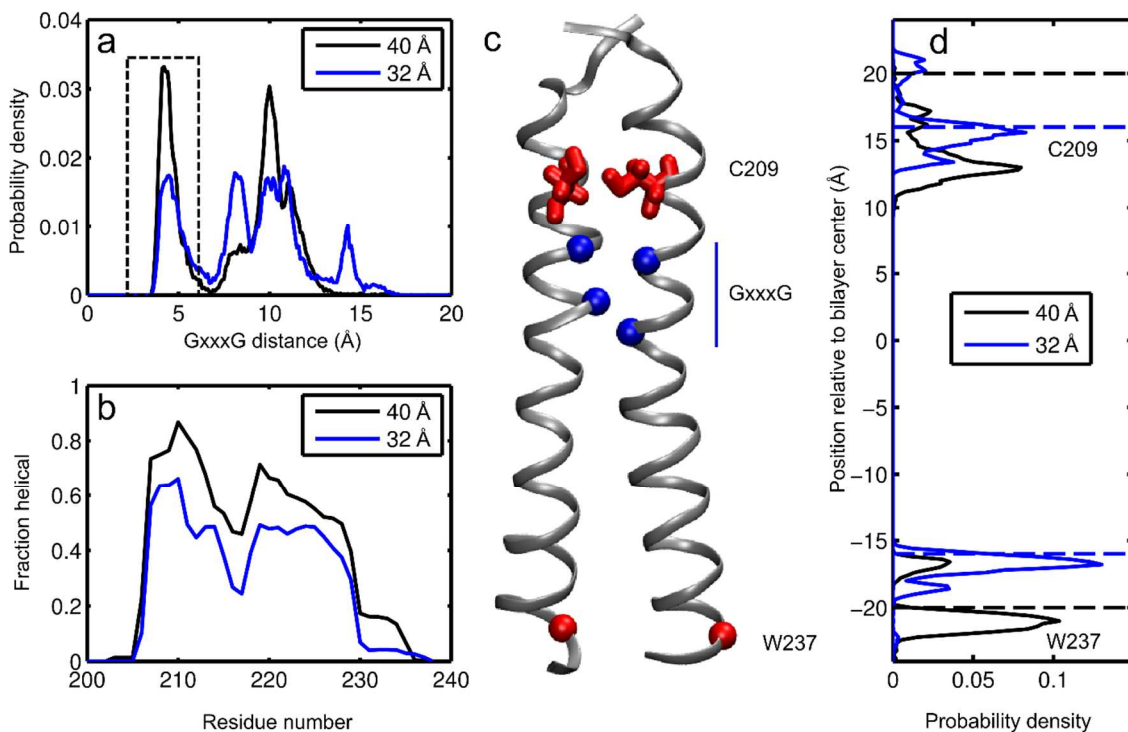 a
40 Å
32 Å
0.04
0.03
0.02
0.01
0
Probability density
0 5 10 15 20
GxxxG distance (Å)
b
40 Å
32 Å
1
0.8
0.6
0.4
0.2
0
Fraction helical
200 210 220 230 240
Residue number
c
C209
GxxxG
W237
d
20
15
10
5
0
−5
−10
−15
−20
Position relative to bilayer center (Å)
C209
40 Å
32 Å
W237
0 0.05 0.1
Probability density